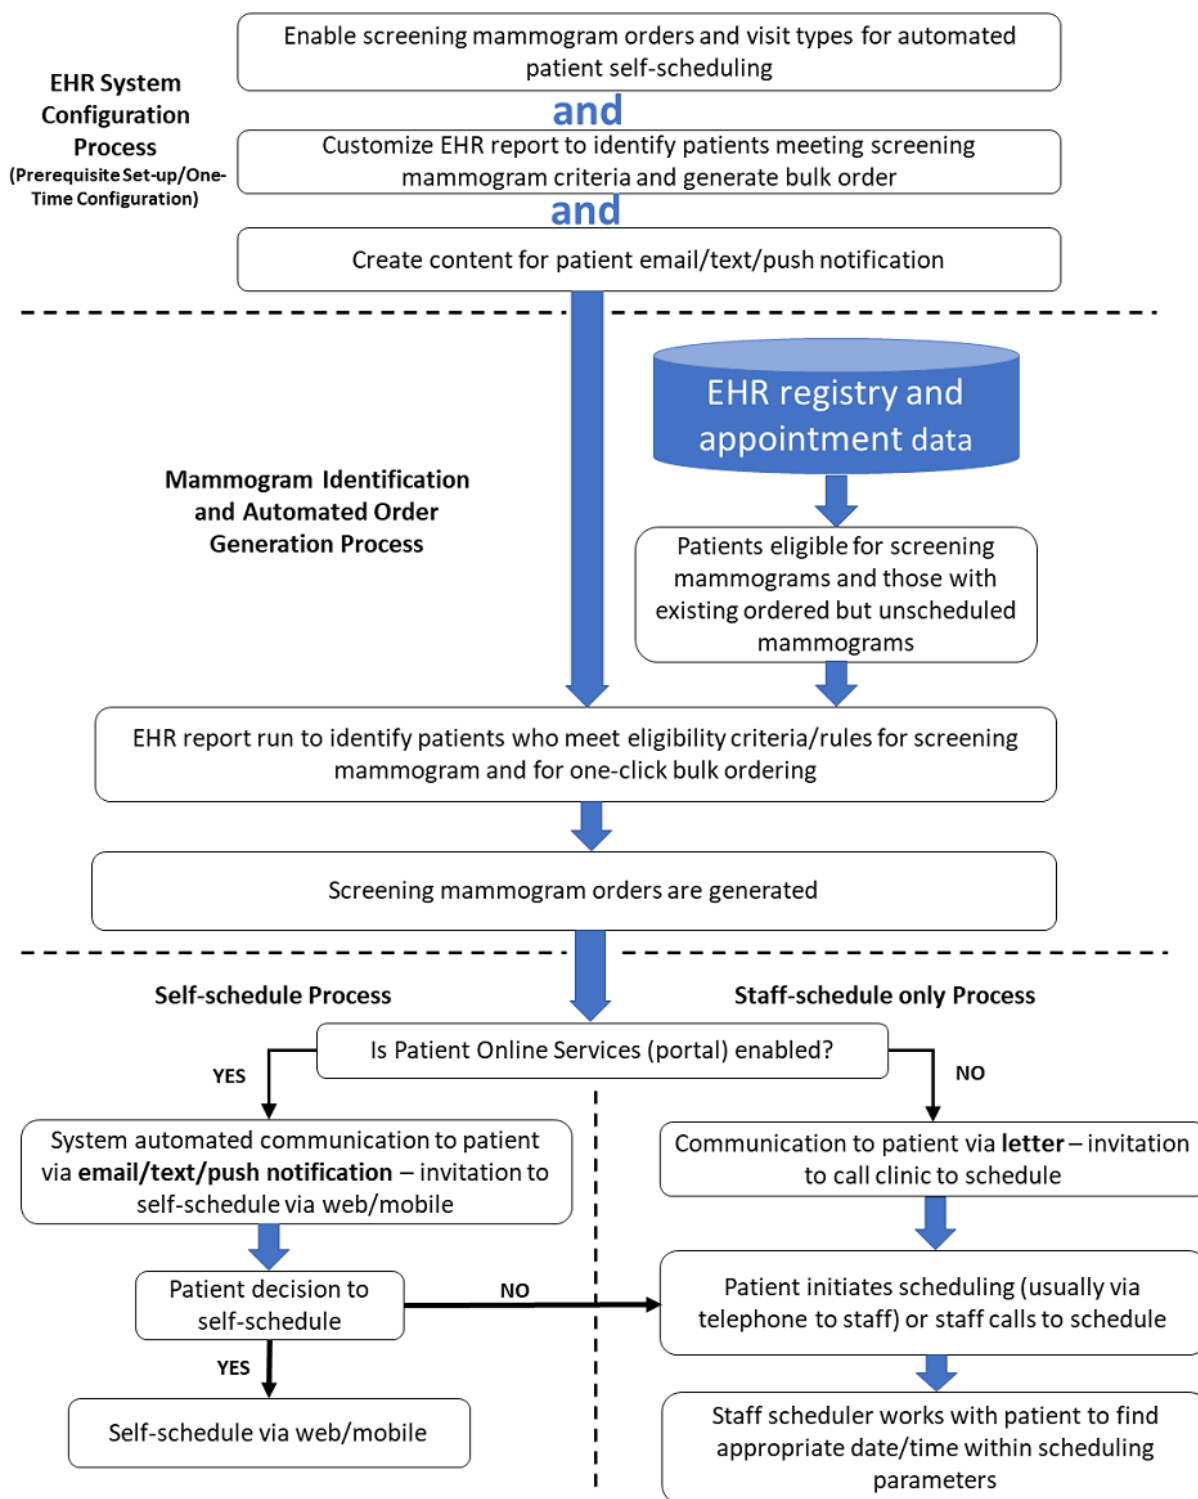 Enable screening mammogram orders and visit types for automated
patient self-scheduling
EHR System
Configuration
Process
(Prerequisite Set-up/One-
Time Configuration)
and
Customize EHR report to identify patients meeting screening
mammogram criteria and generate bulk order
and
Create content for patient email/text/push notification
EHR registry and
appointment data
Mammogram Identification
and Automated Order
Generation Process
Patients eligible for screening
mammograms and those with
existing ordered but unscheduled
mammograms
EHR report run to identify patients who meet eligibility criteria/rules for screening
mammogram and for one-click bulk ordering
Screening mammogram orders are generated
Self-schedule Process
Staff-schedule only Process
Is Patient Online Services (portal) enabled?
YES
NO
System automated communication to patient
via email/text/push notification – invitation to
self-schedule via web/mobile
Communication to patient via letter – invitation
to call clinic to schedule
Patient decision to
self-schedule
NO
Patient initiates scheduling (usually via
telephone to staff) or staff calls to schedule
YES
Self-schedule via web/mobile
Staff scheduler works with patient to find
appropriate date/time within scheduling
parameters